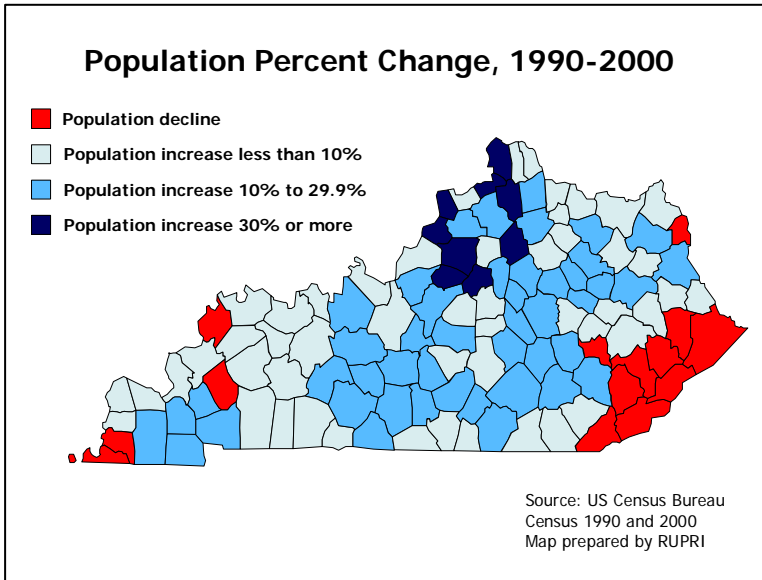 Population Percent Change, 1990-2000
Population decline
Population increase less than 10%
Population increase 10% to 29.9%
Population increase 30% or more
Source: US Census Bureau
Census 1990 and 2000
Map prepared by RUPRI